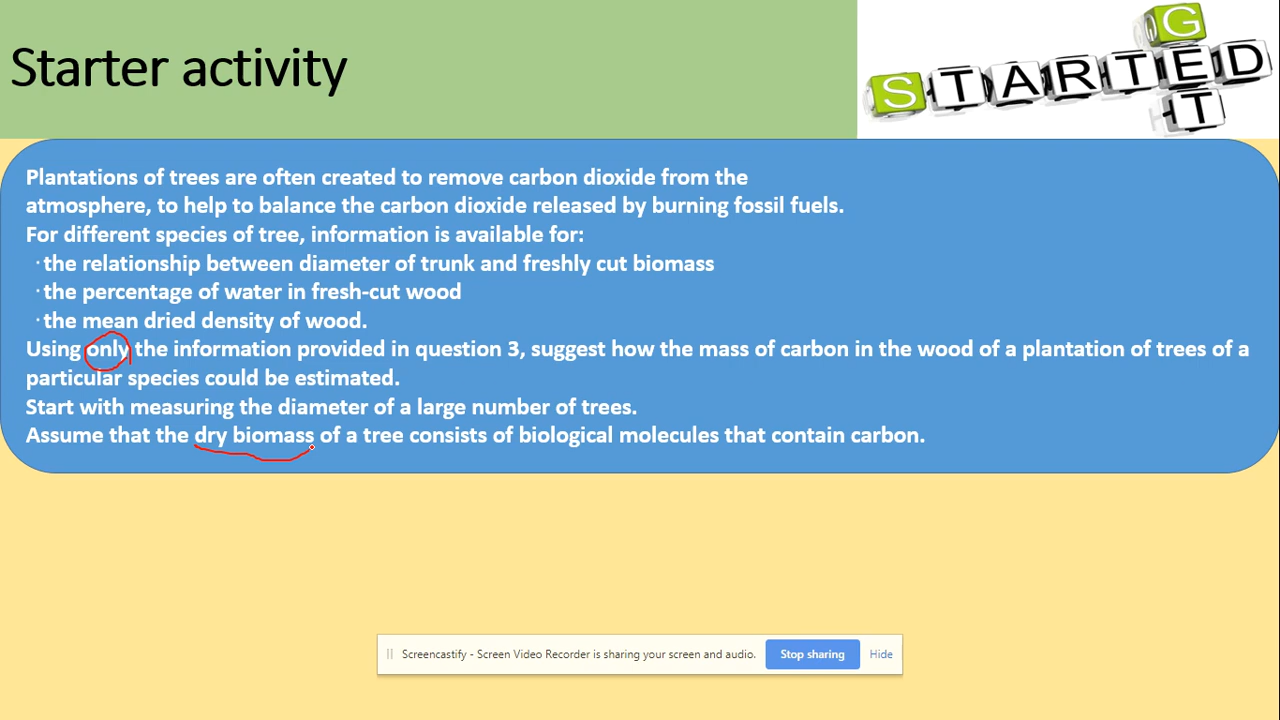 Starter activity
GET
STARTED
Plantations of trees are often created to remove carbon dioxide from the
atmosphere, to help to balance the carbon dioxide released by burning fossil fuels.
For different species of tree, information is available for:
·the relationship between diameter of trunk and freshly cut biomass
·the percentage of water in fresh-cut wood
·the mean dried density of wood.
Using only the information provided in question 3, suggest how the mass of carbon in the wood of a plantation of trees of a
particular species could be estimated.
Start with measuring the diameter of a large number of trees.
Assume that the dry biomass of a tree consists of biological molecules that contain carbon.
Screencastify - Screen Video Recorder is sharing your screen and audio. Stop sharing Hide